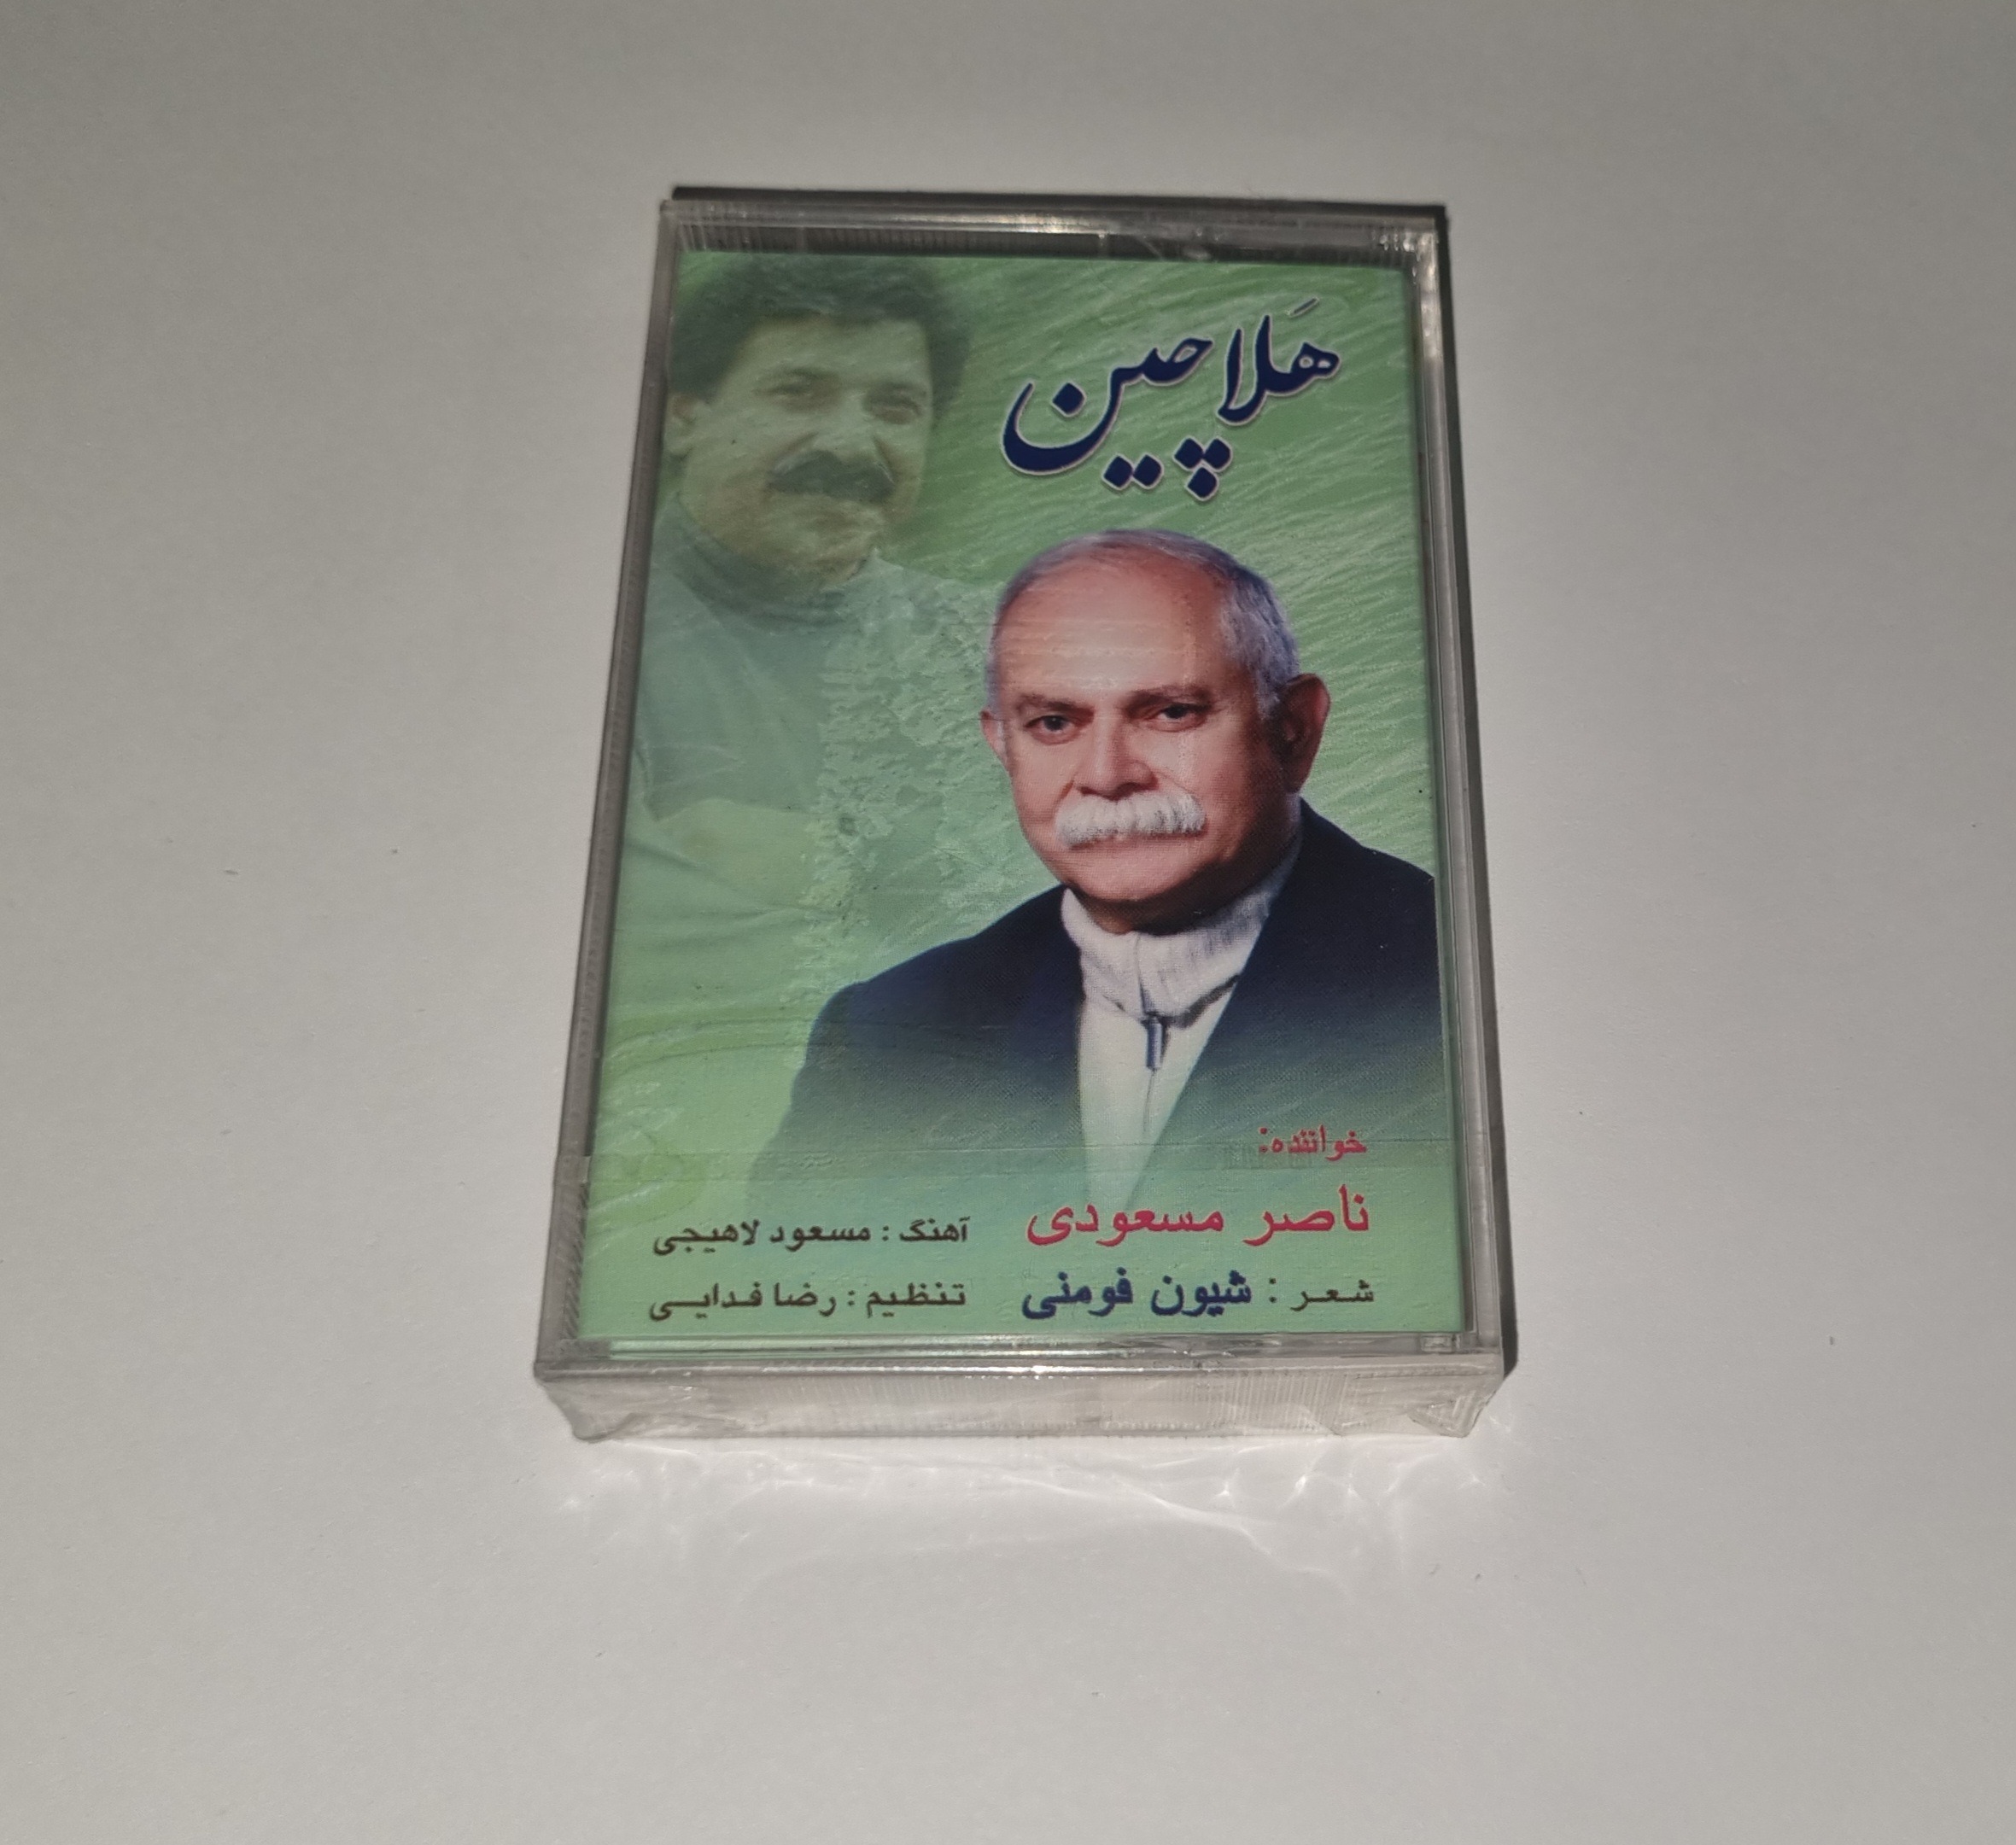 هَلاچین
خواننده:
ناصر مسعودی
شعر : شیون فومنی
آهنگ : مسعود لاهیجی
تنظیم : رضا فدایی